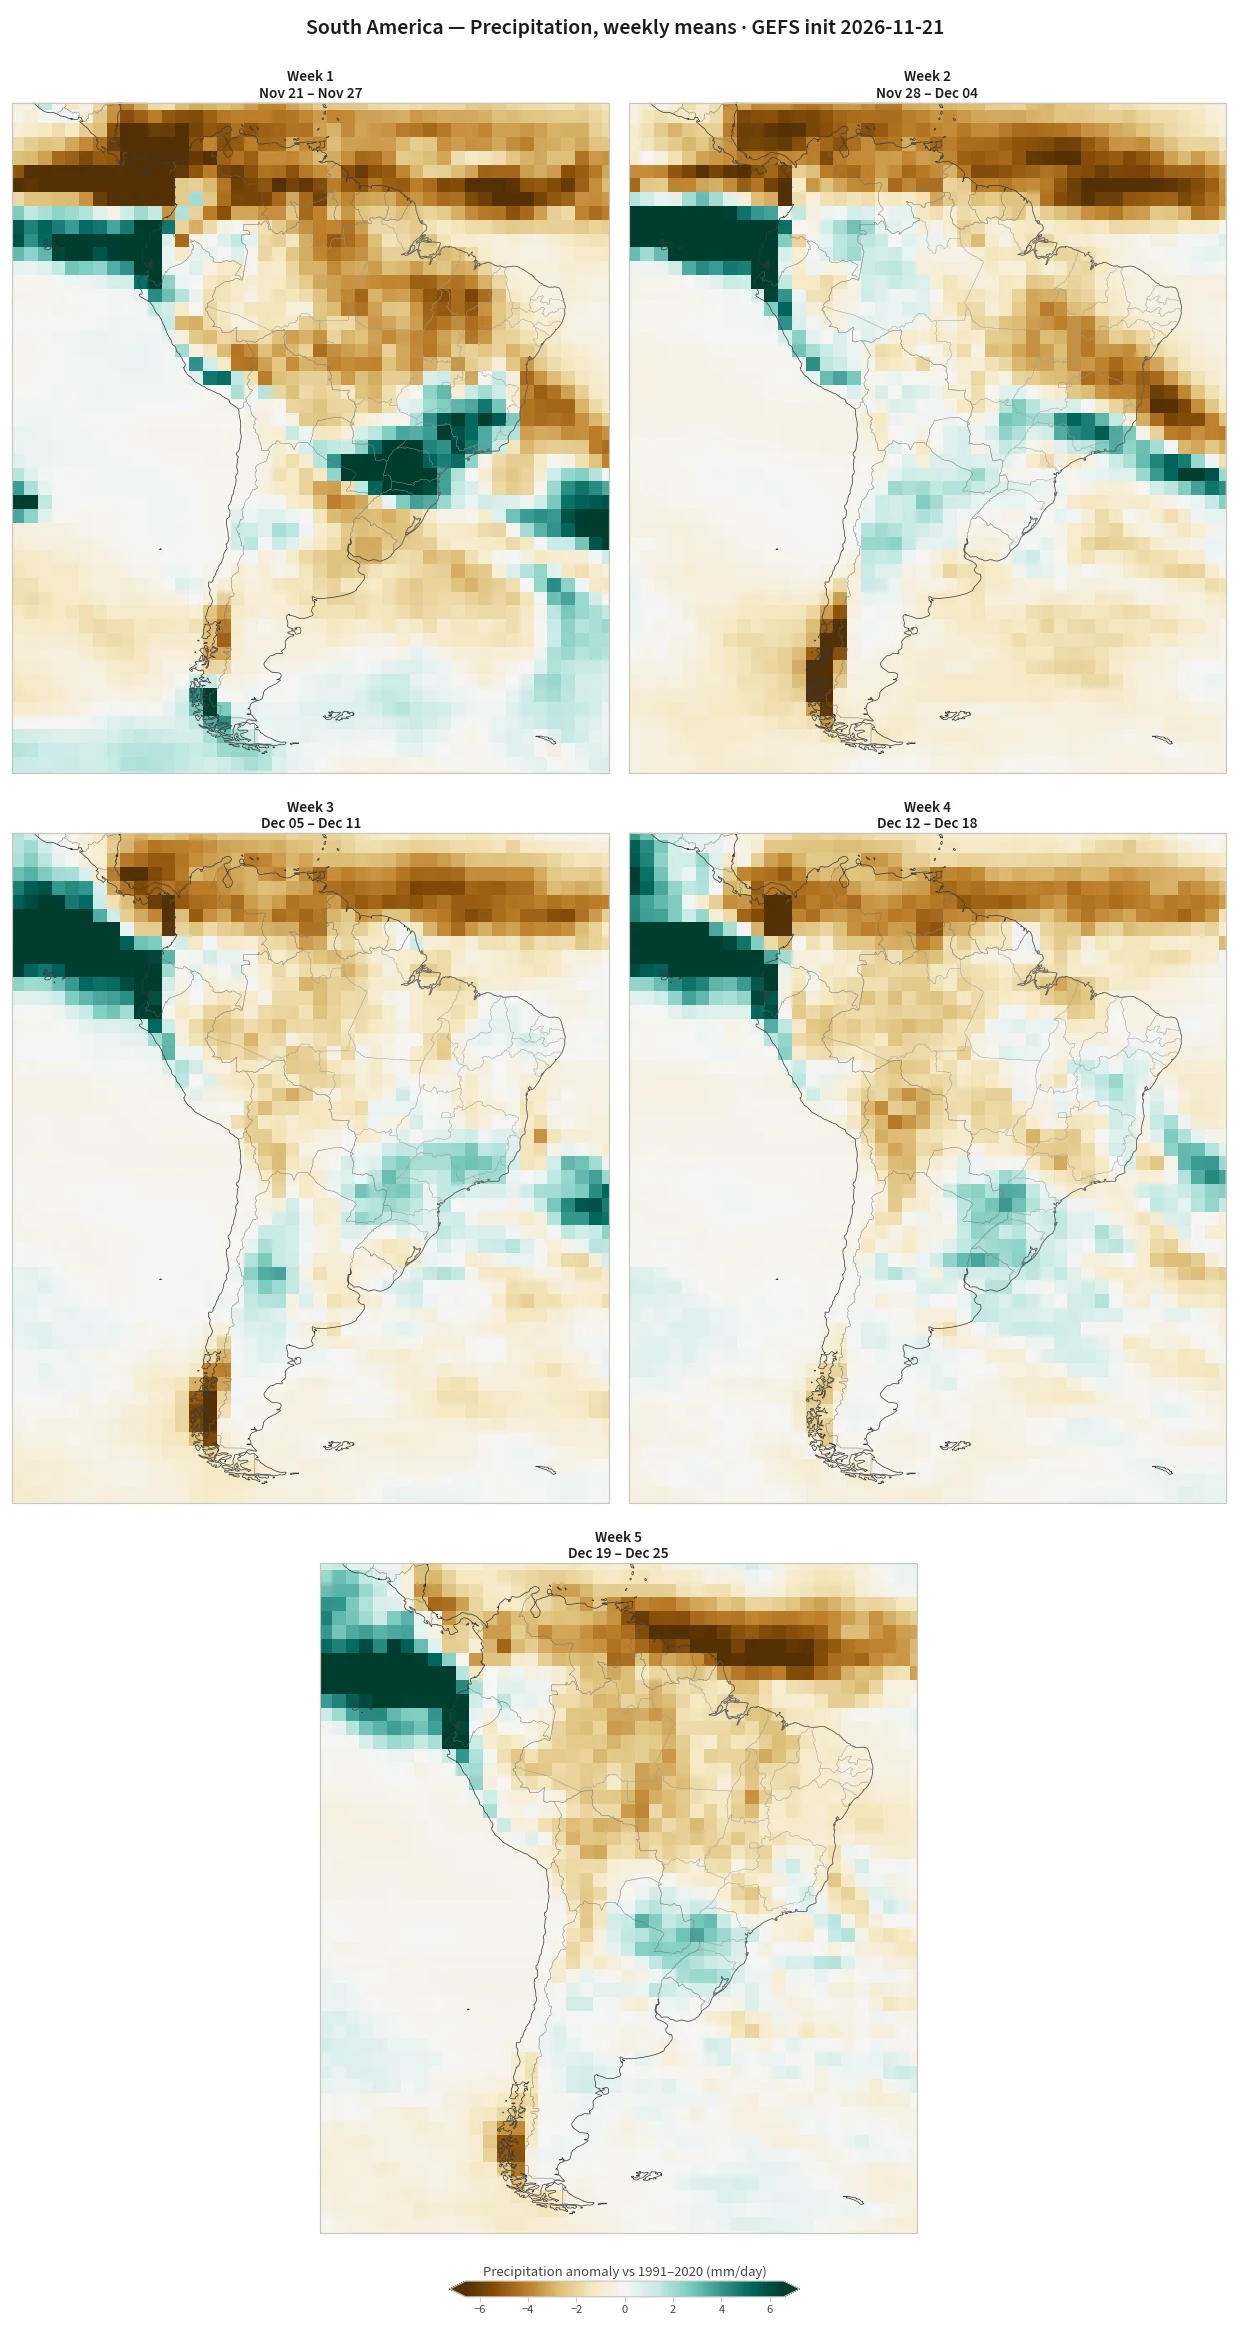 South America — Precipitation, weekly means · GEFS init 2026-11-21
Week 1
Nov 21 – Nov 27
Week 2
Nov 28 – Dec 04
Week 3
Dec 05 – Dec 11
Week 4
Dec 12 – Dec 18
Week 5
Dec 19 – Dec 25
Precipitation anomaly vs 1991–2020 (mm/day)
−6 −4 −2 0 2 4 6